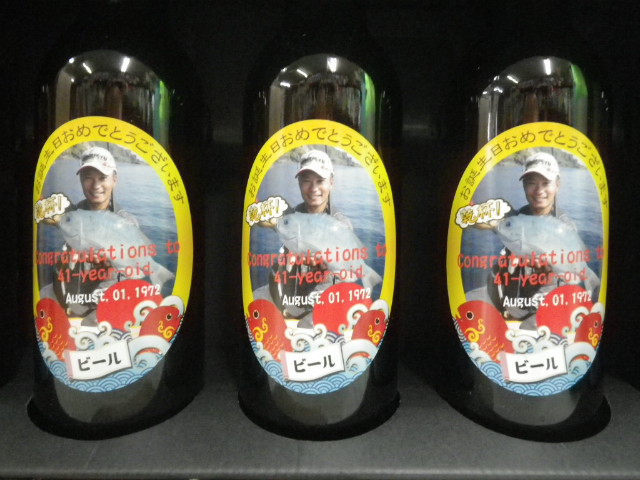 お誕生日おめでとうございます
Congratulations to
41-year-old.
August. 01. 1972
ビール
お誕生日おめでとうございます
Congratulations to
41-year-old.
August. 01. 1972
ビール
お誕生日おめでとうございます
Congratulations to
41-year-old.
August. 01. 1972
ビール